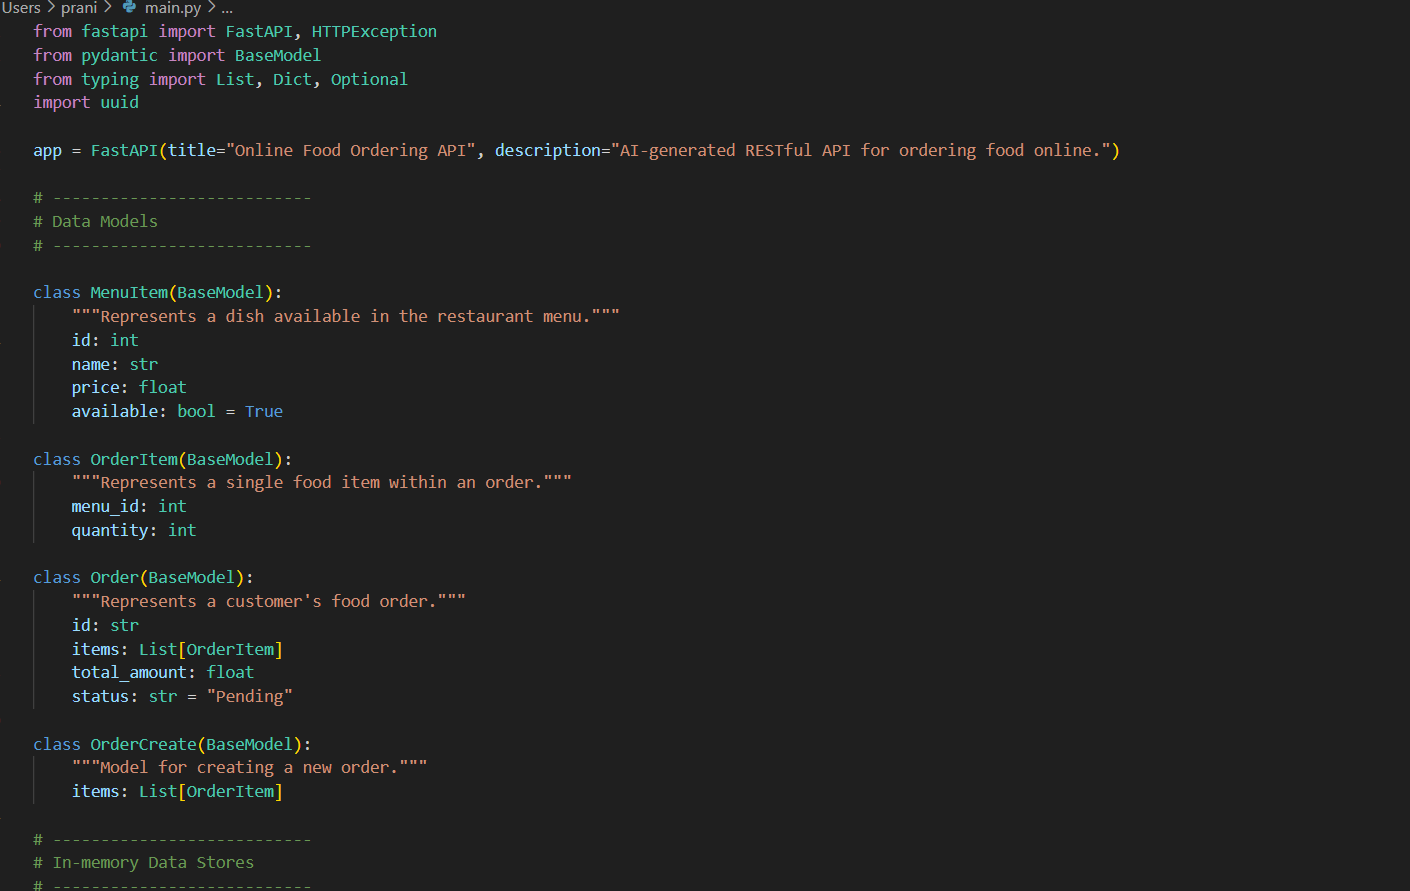 Users > prani > main.py > ...
from fastapi import FastAPI, HTTPException
from pydantic import BaseModel
from typing import List, Dict, Optional
import uuid

app = FastAPI(title="Online Food Ordering API", description="AI-generated RESTful API for ordering food online.")

# ---------------------------
# Data Models
# ---------------------------

class MenuItem(BaseModel):
    """Represents a dish available in the restaurant menu."""
    id: int
    name: str
    price: float
    available: bool = True

class OrderItem(BaseModel):
    """Represents a single food item within an order."""
    menu_id: int
    quantity: int

class Order(BaseModel):
    """Represents a customer's food order."""
    id: str
    items: List[OrderItem]
    total_amount: float
    status: str = "Pending"

class OrderCreate(BaseModel):
    """Model for creating a new order."""
    items: List[OrderItem]

# ---------------------------
# In-memory Data Stores
# ---------------------------